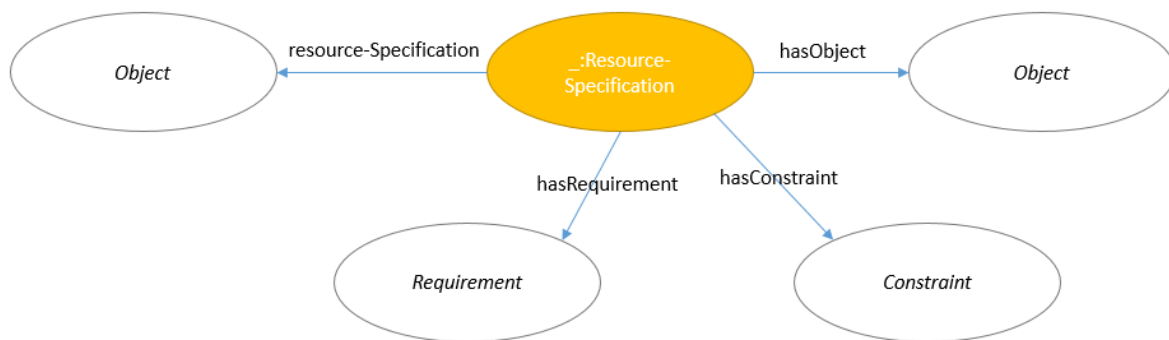 resource-Specification
hasObject
Object
_:Resource-
Specification
Object
hasRequirement
hasConstraint
Requirement
Constraint